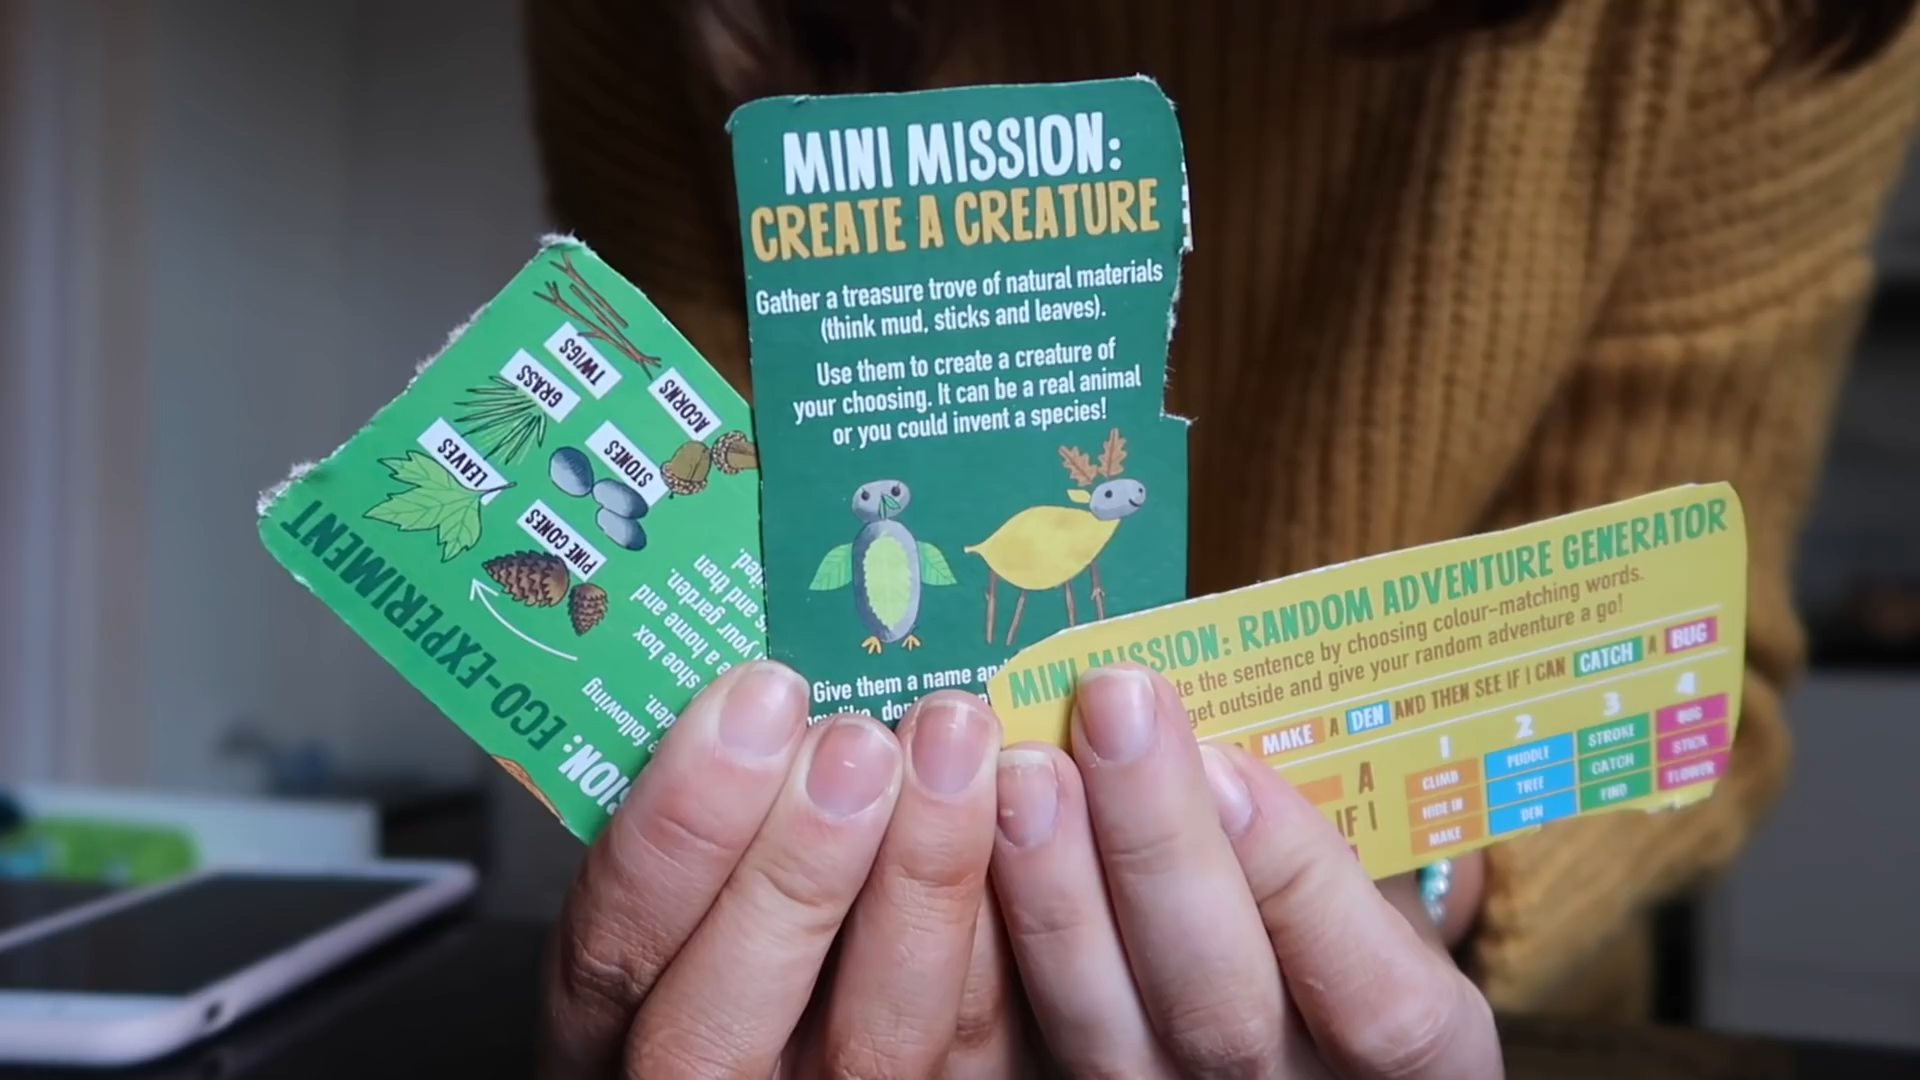 MINI MISSION:
CREATE A CREATURE
Gather a treasure trove of natural materials
(think mud, sticks and leaves).
Use them to create a creature of
your choosing. It can be a real animal
or you could invent a species!
Give them a name
ECO-EXPERIMENT
TWIGS
GRASS
ACORNS
LEAVES
STONES
PINE CONES
following
shoe box
a home and
your garden.
and then
MINI MISSION: RANDOM ADVENTURE GENERATOR
the sentence by choosing colour-matching words.
get outside and give your random adventure a go!
MAKE A DEN AND THEN SEE IF I CAN CATCH A BUG
A
IF I
1 2 3 4
CLIMB PUDDLE STROKE BUG
HIDE IN TREE CATCH STICK
MAKE DEN FIND FLOWER